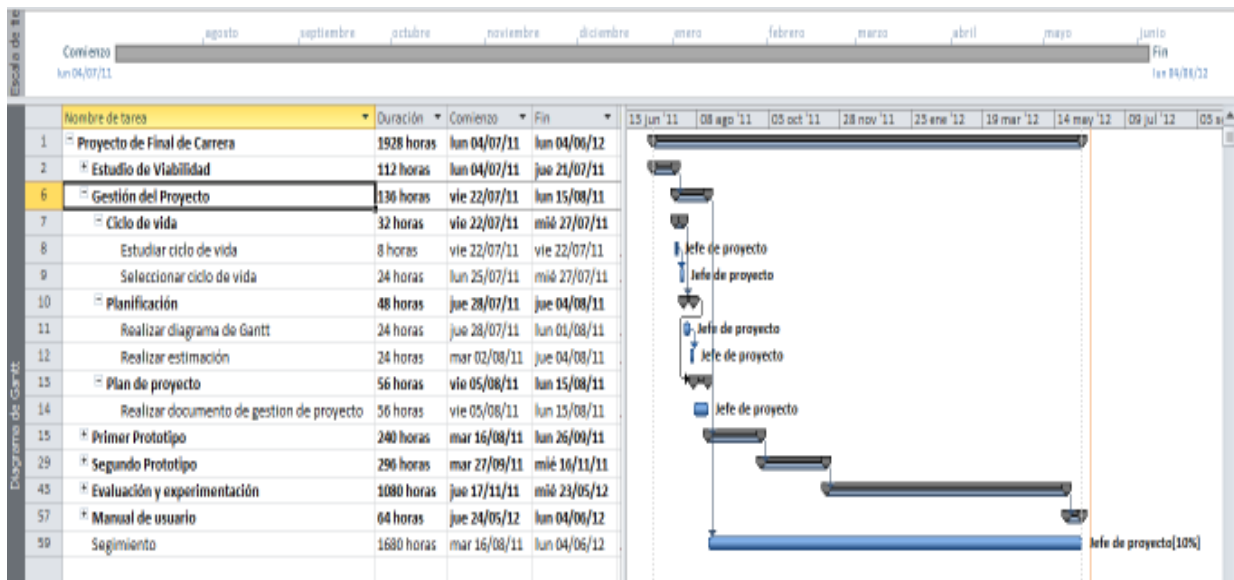 Escala de tie
agosto septiembre octubre noviembre diciembre enero febrero marzo abril mayo junio
Comienzo Fin
lun 04/07/11 lun 04/06/12
Diagrama de Gantt
Nombre de tarea Duración Comienzo Fin 15 jun '11 08 ago '11 03 oct '11 28 nov '11 23 ene '12 19 mar '12 14 may '12 09 jul '12 03 s
1 Proyecto de Final de Carrera 1928 horas lun 04/07/11 lun 04/06/12
2 Estudio de Viabilidad 112 horas lun 04/07/11 jue 21/07/11
6 Gestión del Proyecto 136 horas vie 22/07/11 lun 15/08/11
7 Ciclo de vida 32 horas vie 22/07/11 mié 27/07/11
8 Estudiar ciclo de vida 8 horas vie 22/07/11 vie 22/07/11 Jefe de proyecto
9 Seleccionar ciclo de vida 24 horas lun 25/07/11 mié 27/07/11 Jefe de proyecto
10 Planificación 48 horas jue 28/07/11 jue 04/08/11
11 Realizar diagrama de Gantt 24 horas jue 28/07/11 lun 01/08/11 Jefe de proyecto
12 Realizar estimación 24 horas mar 02/08/11 jue 04/08/11 Jefe de proyecto
13 Plan de proyecto 56 horas vie 05/08/11 lun 15/08/11
14 Realizar documento de gestion de proyecto 56 horas vie 05/08/11 lun 15/08/11 Jefe de proyecto
15 Primer Prototipo 240 horas mar 16/08/11 lun 26/09/11
29 Segundo Prototipo 296 horas mar 27/09/11 mié 16/11/11
43 Evaluación y experimentación 1080 horas jue 17/11/11 mié 23/05/12
57 Manual de usuario 64 horas jue 24/05/12 lun 04/06/12
59 Segimiento 1680 horas mar 16/08/11 lun 04/06/12 Jefe de proyecto[10%]